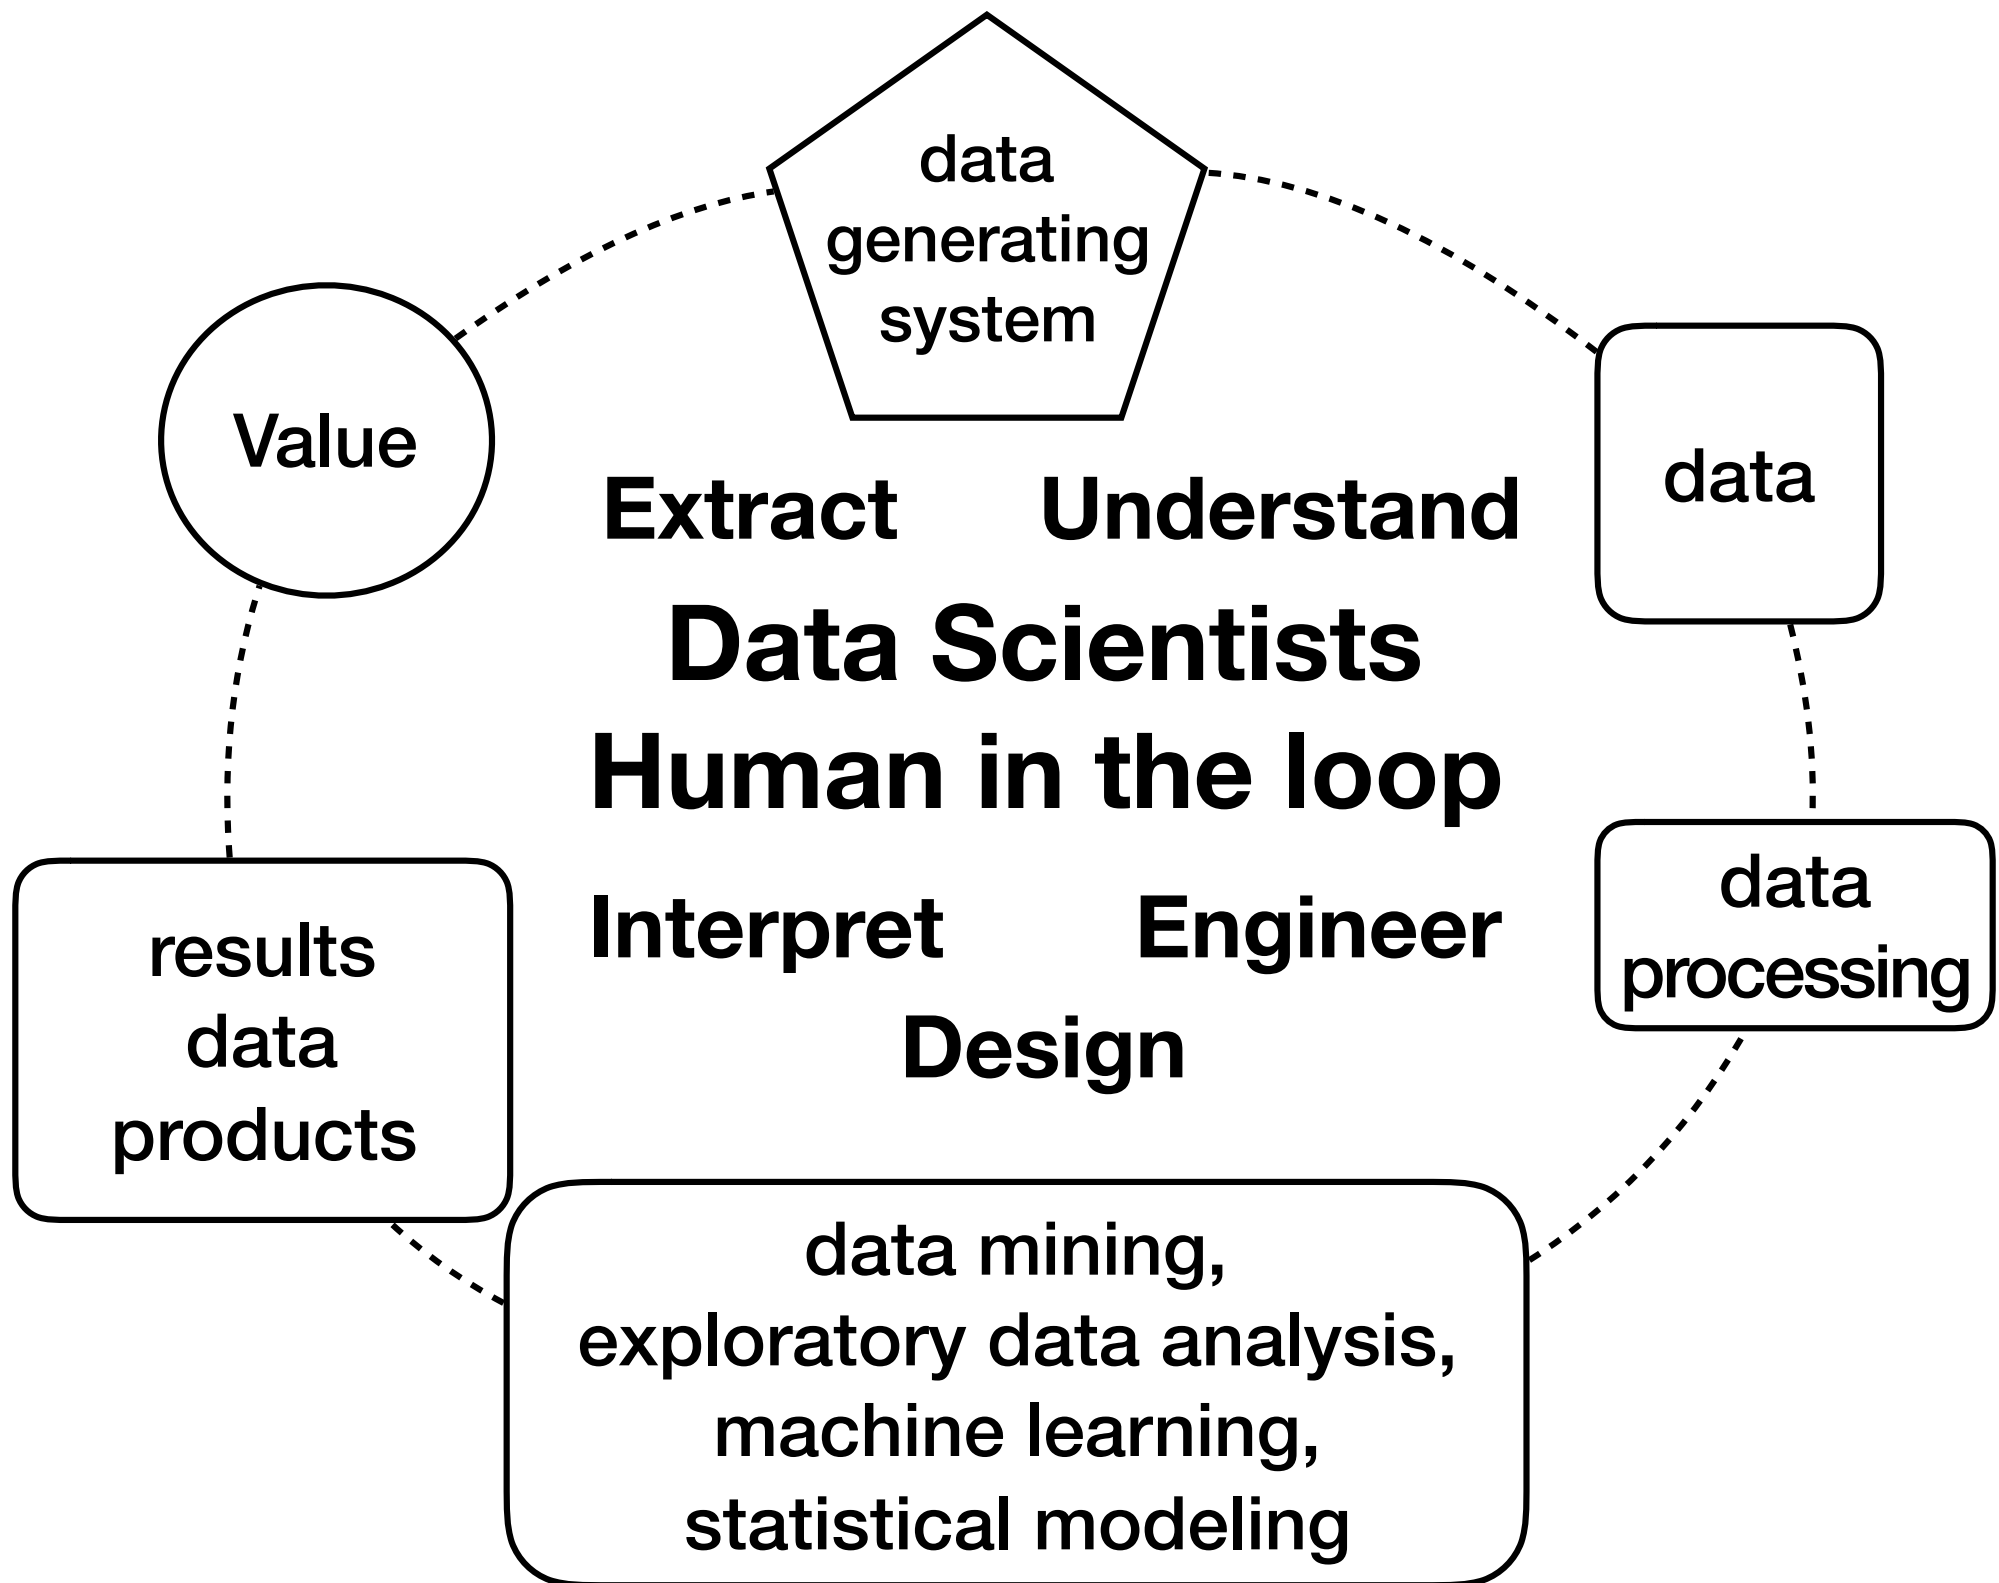 data
generating
system
Value
data
Extract Understand
Data Scientists
Human in the loop
Interpret Engineer
Design
data
processing
results
data
products
data mining,
exploratory data analysis,
machine learning,
statistical modeling